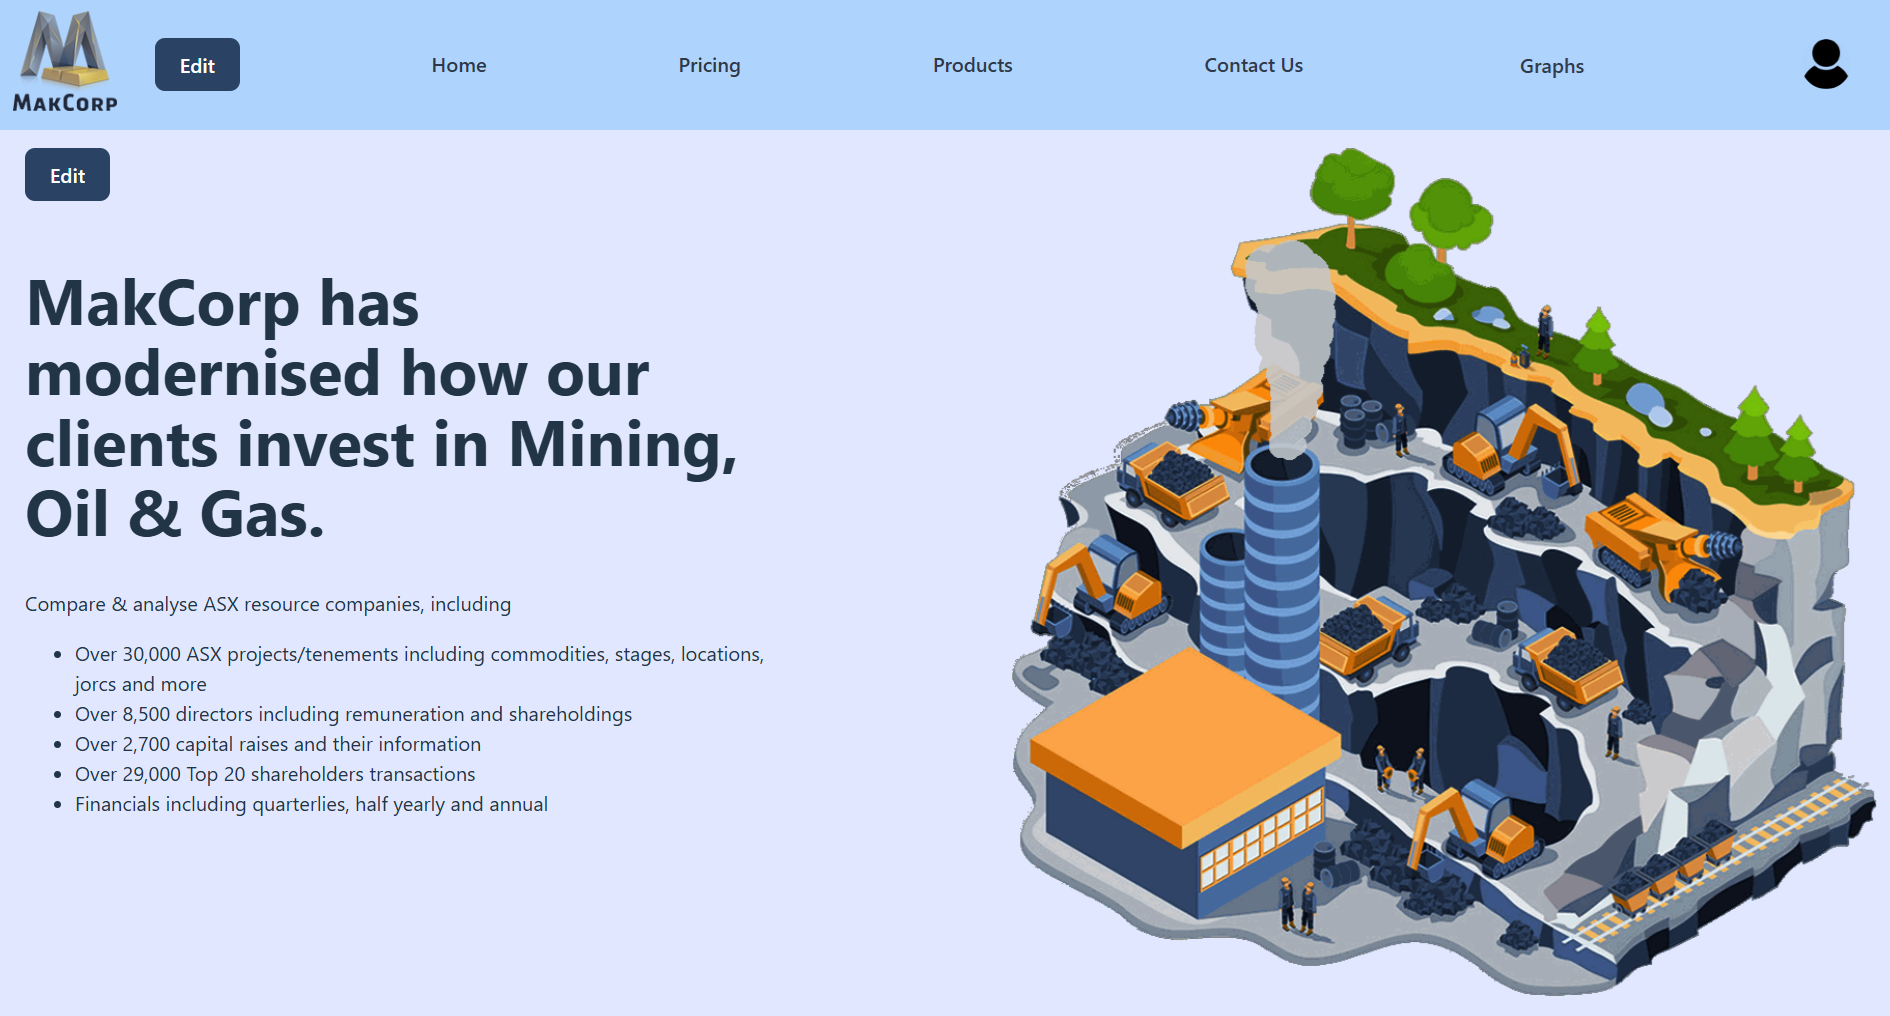 MAKCORP
Edit
Home
Pricing
Products
Contact Us
Graphs
Edit
MakCorp has
modernised how our
clients invest in Mining,
Oil & Gas.
Compare & analyse ASX resource companies, including
• Over 30,000 ASX projects/tenements including commodities, stages, locations,
jorcs and more
• Over 8,500 directors including remuneration and shareholdings
• Over 2,700 capital raises and their information
• Over 29,000 Top 20 shareholders transactions
• Financials including quarterlies, half yearly and annual